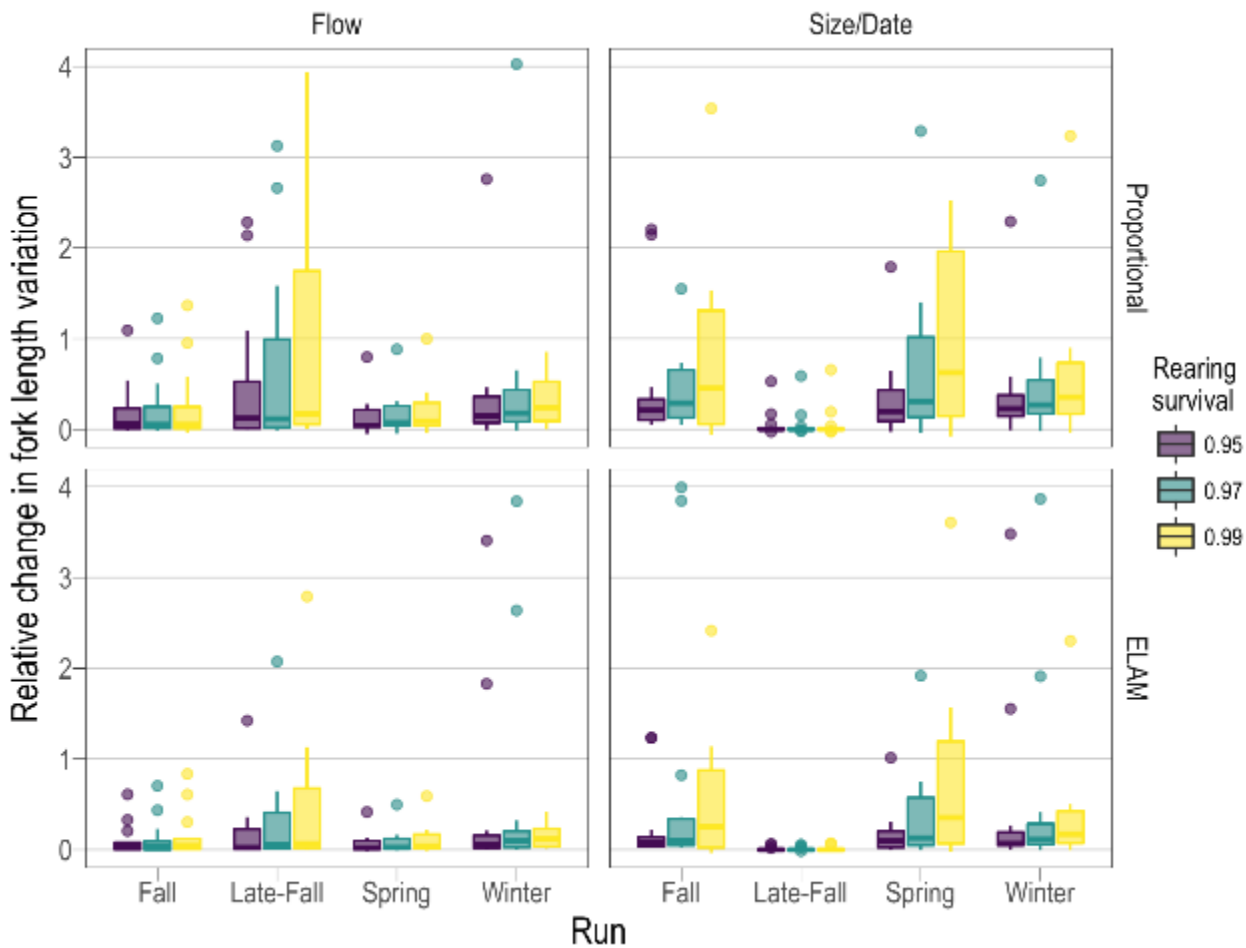 Flow
Size/Date
Relative change in fork length variation
4
3
2
1
0
Proportional
4
3
2
1
0
ELAM
Rearing
survival
0.95
0.97
0.99
Fall
Late-Fall
Spring
Winter
Fall
Late-Fall
Spring
Winter
Run